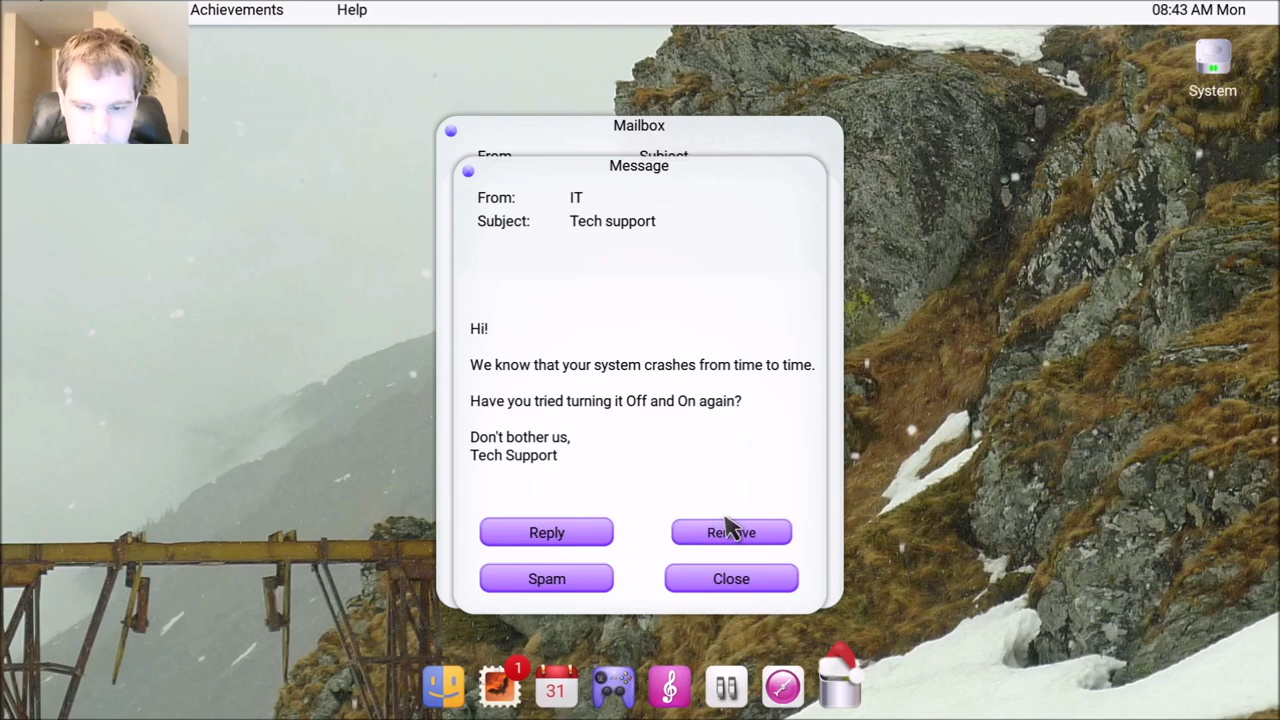 Achievements
Help
08:43 AM Mon
System
Mailbox
From
Subject
Message
From:
IT
Subject:
Tech support
Hi!
We know that your system crashes from time to time.
Have you tried turning it Off and On again?
Don't bother us,
Tech Support
Reply
Spam
Close
1
31